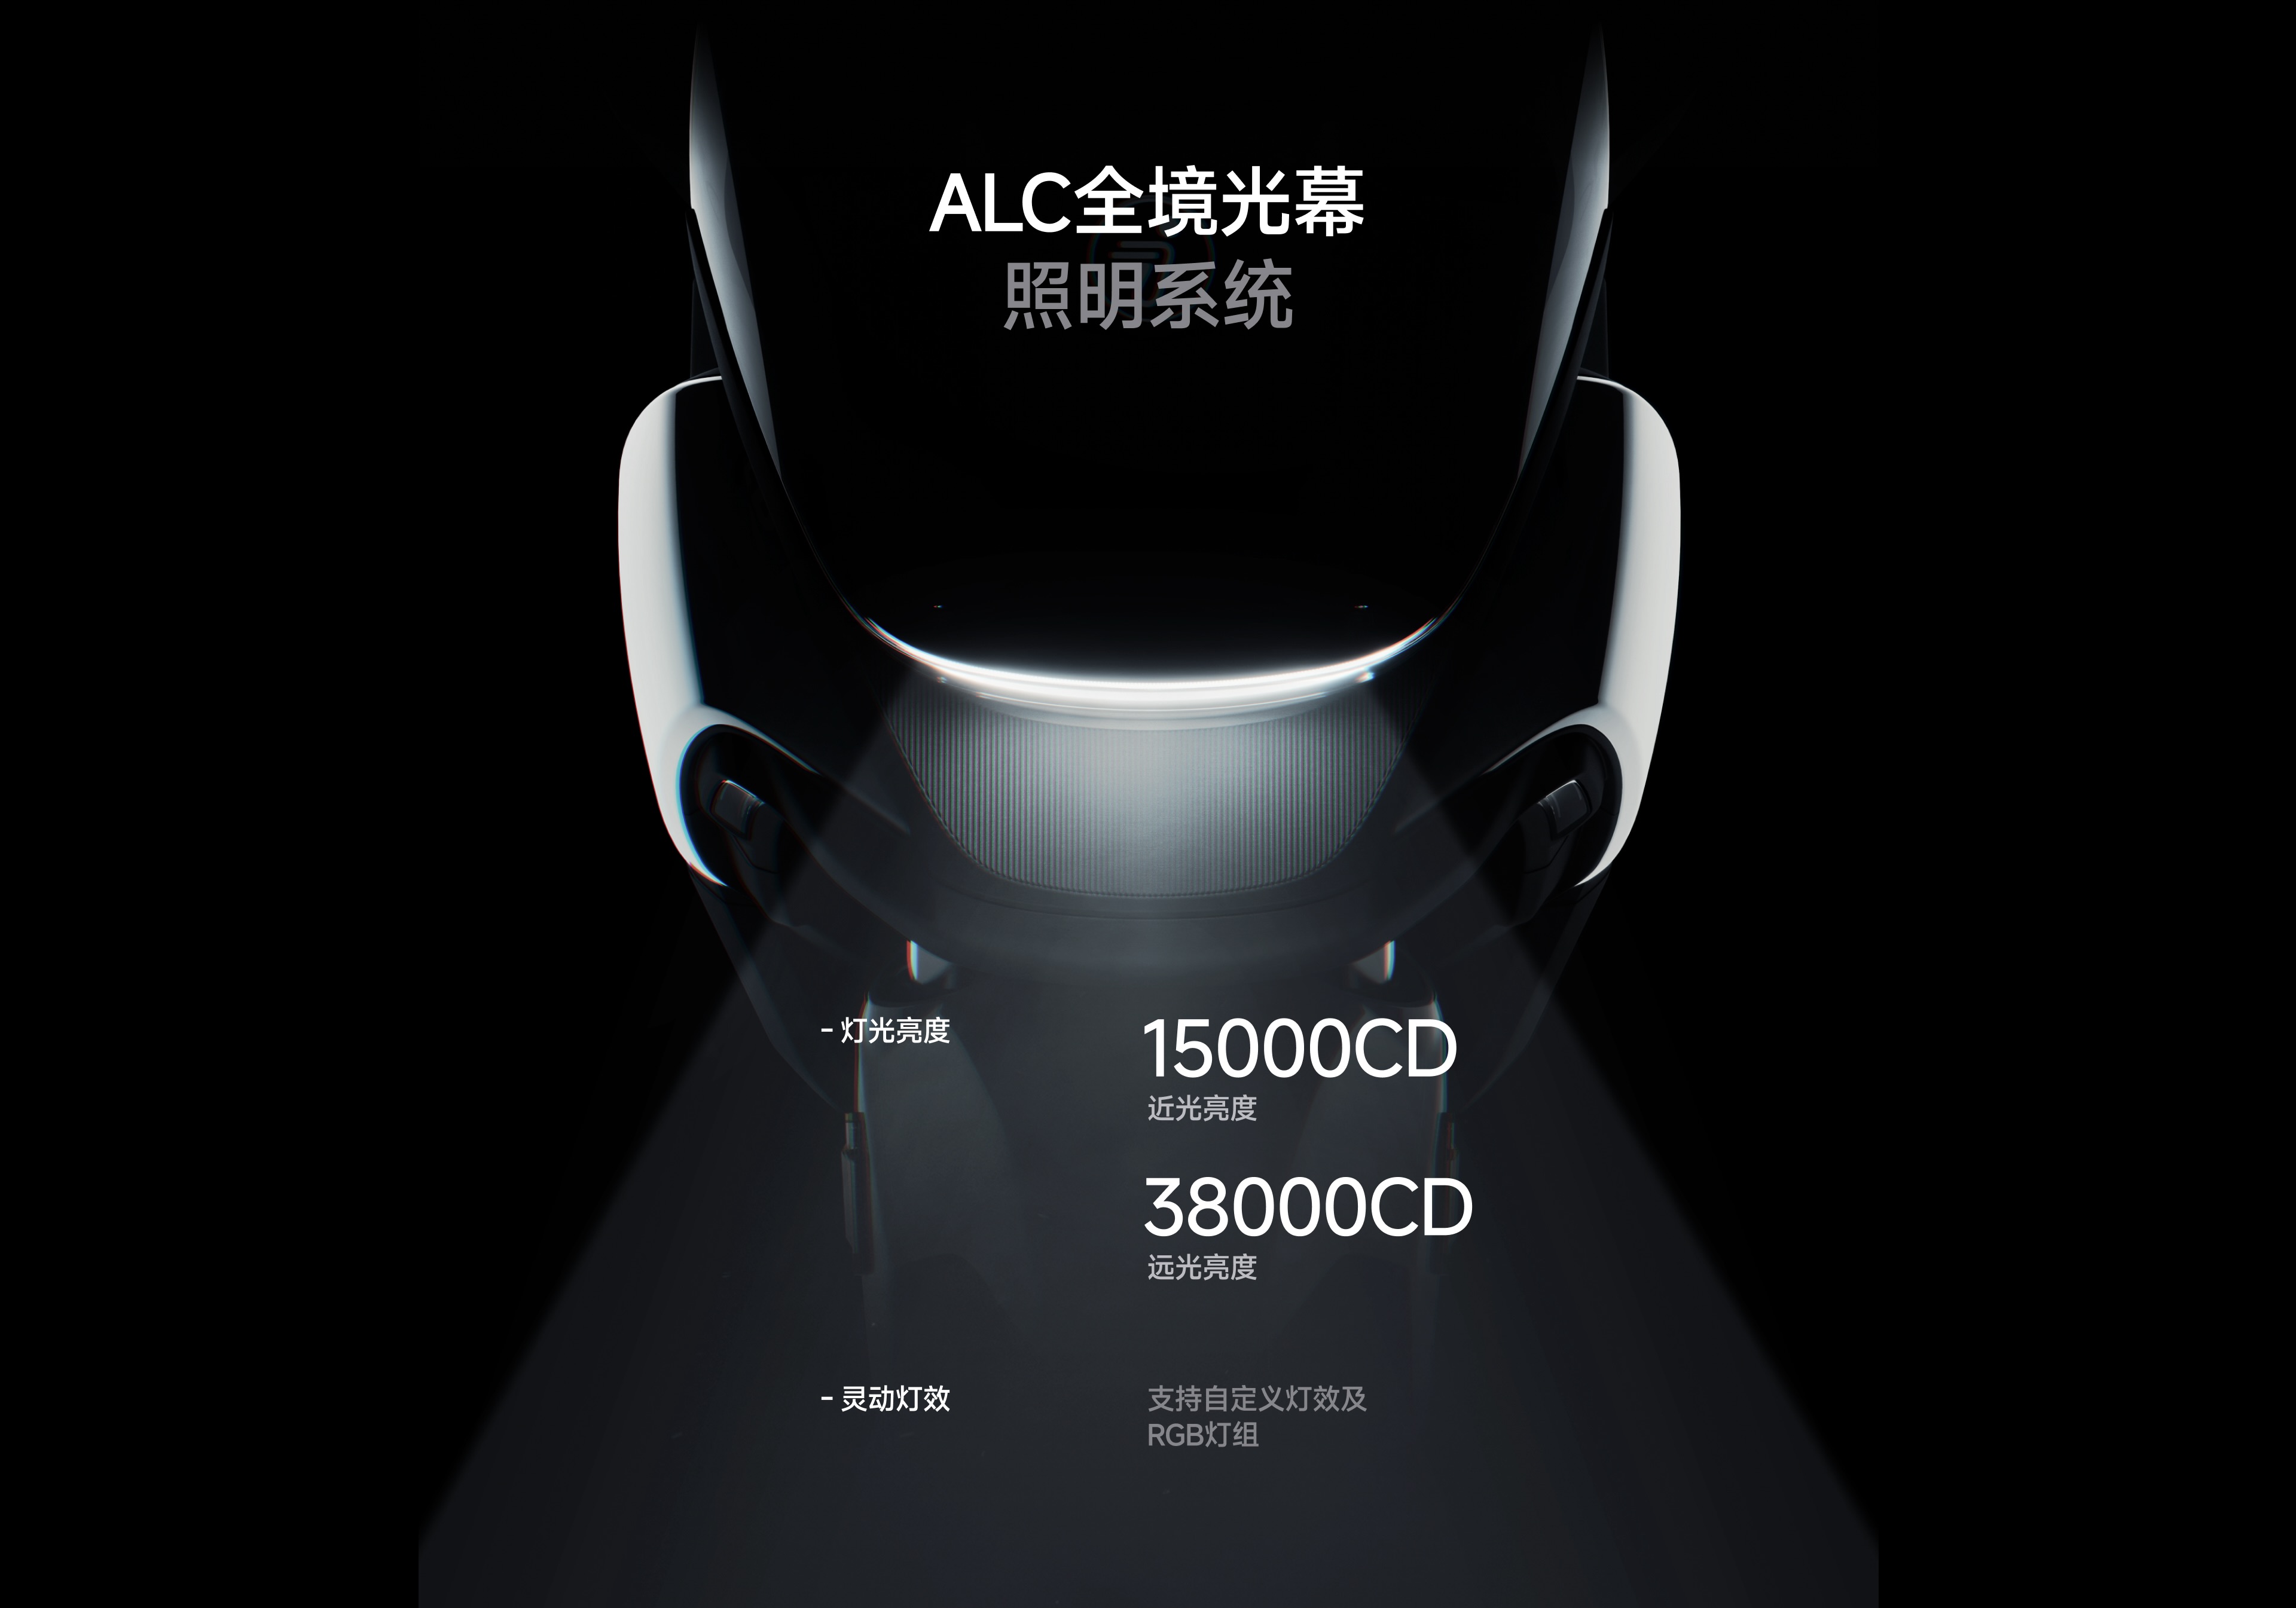 ALC全境光幕
照明系统
- 灯光亮度
15000CD
近光亮度
38000CD
远光亮度
- 灵动灯效
支持自定义灯效及
RGB灯组